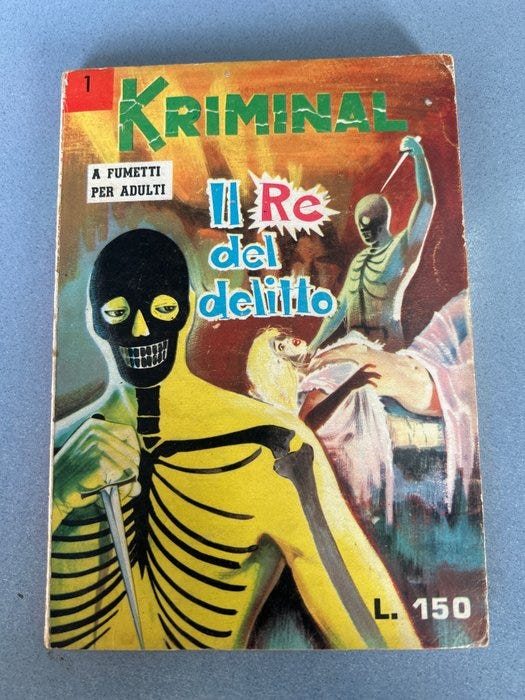 1
KRIMINAL
A FUMETTI
PER ADULTI
Il Re
del
delitto
L. 150